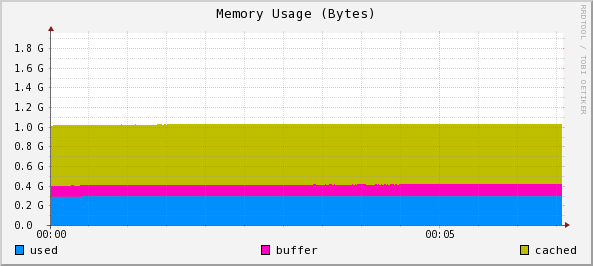 Memory Usage (Bytes)
RRDTOOL / TOBI OETIKER
1.8 G
1.6 G
1.4 G
1.2 G
1.0 G
0.8 G
0.6 G
0.4 G
0.2 G
0.0
00:00 00:05
used buffer cached